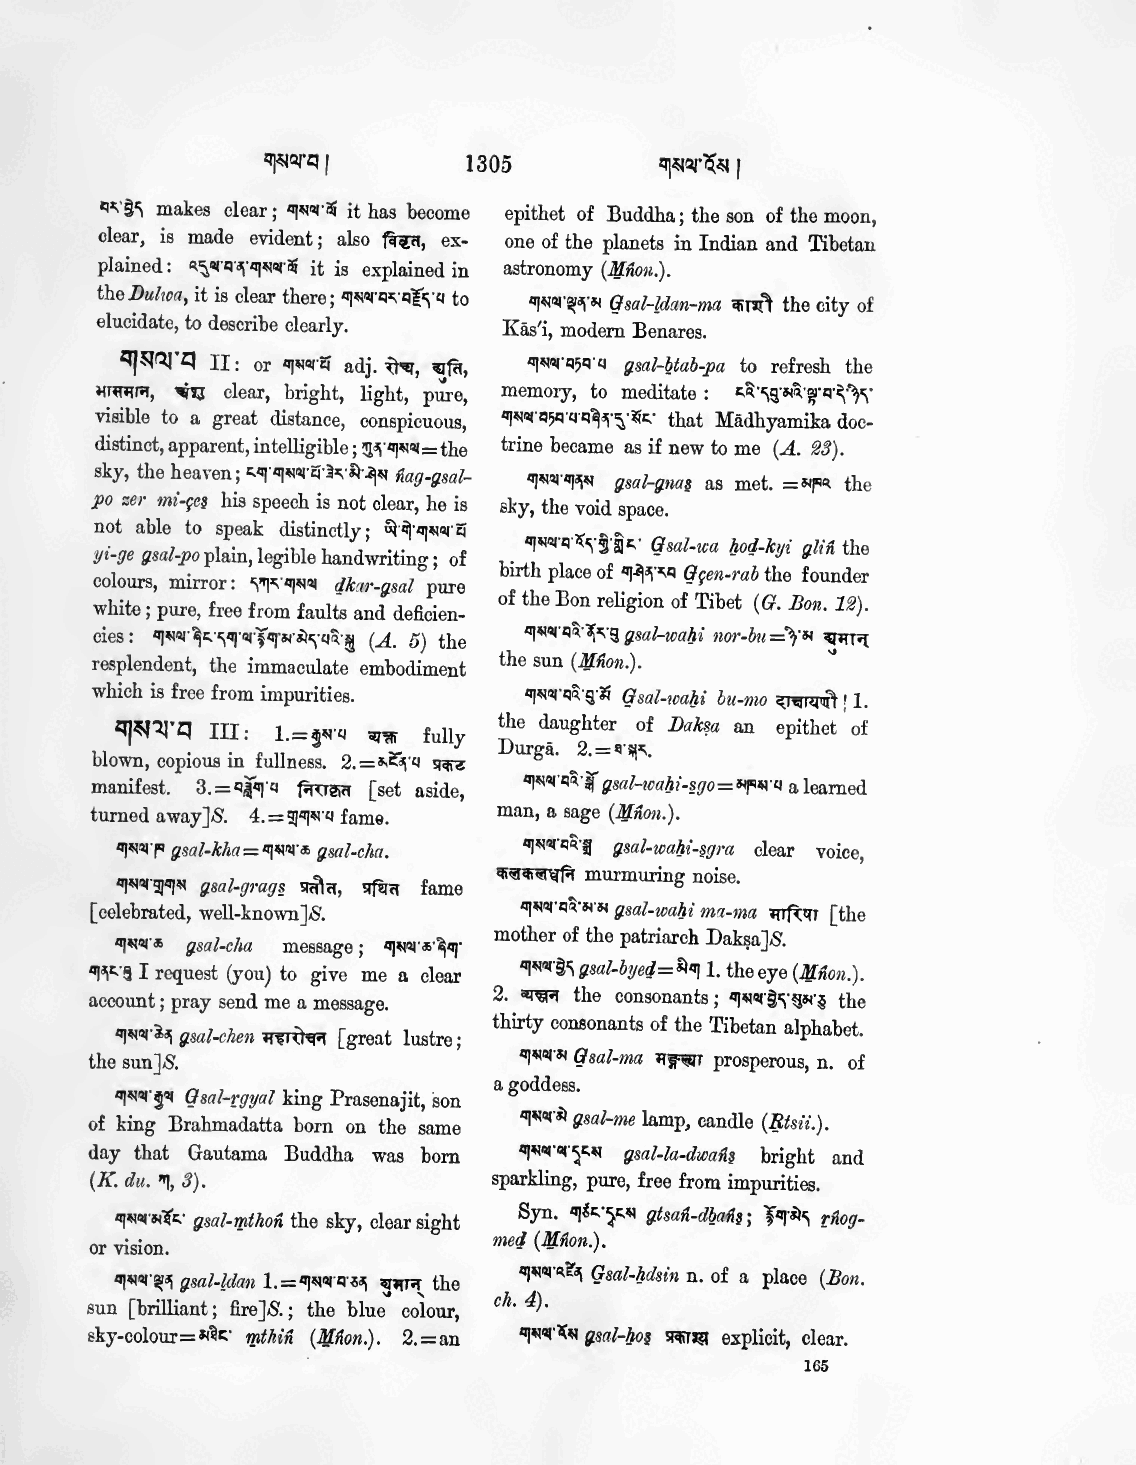 གསལ་བ། 1305 གསལ་འོས།
བར་བྱེད makes clear; གསལ་ལོ it has become
clear, is made evident; also विवृत, ex-
plained: འདུལ་བ་ན་གསལ་ལོ it is explained in
the Dulwa, it is clear there; གསལ་བར་བརྗོད་པ to
elucidate, to describe clearly.
གསལ་བ II: or གསལ་པོ adj. रोच्य, द्युति,
भासमान, clear, bright, light, pure,
visible to a great distance, conspicuous,
distinct, apparent, intelligible; ཀུན་གསལ=the
sky, the heaven; ངག་གསལ་པོ་ཟེར་མི་ཤེས ñag-gsal-
po zer mi-çes his speech is not clear, he is
not able to speak distinctly; ཡི་གེ་གསལ་པོ
yi-ge gsal-po plain, legible handwriting; of
colours, mirror: དཀར་གསལ dkar-gsal pure
white; pure, free from faults and deficien-
cies: གསལ་ཞིང་དག་ལ་རྙོག་མ་མེད་པའི་སྐུ (A. 5) the
resplendent, the immaculate embodiment
which is free from impurities.
གསལ་བ III: 1.=རྒྱས་པ व्यक्त fully
blown, copious in fullness. 2.=མངོན་པ प्रकट
manifest. 3.=བཟློག་པ निराकृत [set aside,
turned away]S. 4.=གྲགས་པ fame.
གསལ་ཁ gsal-kha=གསལ་ཆ gsal-cha.
གསལ་གྲགས gsal-grags प्रतीत, प्रथित fame
[celebrated, well-known]S.
གསལ་ཆ gsal-cha message; གསལ་ཆ་ཞིག་
གནང་ཞུ I request (you) to give me a clear
account; pray send me a message.
གསལ་ཆེན gsal-chen महारोचन [great lustre;
the sun]S.
གསལ་རྒྱལ Gsal-rgyal king Prasenajit, son
of king Brahmadatta born on the same
day that Gautama Buddha was born
(K. du. ཀ, 3).
གསལ་མཐོང་ gsal-mthoñ the sky, clear sight
or vision.
གསལ་ལྡན gsal-ldan 1.=གསལ་བ་ཅན द्युमान् the
sun [brilliant; fire]S.; the blue colour,
sky-colour=མཐིང་ mthiñ (Mñon.). 2.=an
epithet of Buddha; the son of the moon,
one of the planets in Indian and Tibetan
astronomy (Mñon.).
གསལ་ལྡན་མ Gsal-ldan-ma काशी the city of
Kās'i, modern Benares.
གསལ་བཏབ་པ gsal-btab-pa to refresh the
memory, to meditate: ངའི་དབུ་མའི་ལྟ་བ་དེ་ཉིད་
གསལ་བཏབ་པ་བཞིན་དུ་སོང་ that Mādhyamika doc-
trine became as if new to me (A. 23).
གསལ་གནས gsal-gnas as met. =མཁའ the
sky, the void space.
གསལ་བ་འོད་ཀྱི་གླིང་ Gsal-wa hod-kyi gliñ the
birth place of གཤེན་རབ Gçen-rab the founder
of the Bon religion of Tibet (G. Bon. 12).
གསལ་བའི་ནོར་བུ gsal-wahi nor-bu=ཉི་མ द्युमान्
the sun (Mñon.).
གསལ་བའི་བུ་མོ Gsal-wahi bu-mo दाक्षायणी। 1.
the daughter of Dakṣa an epithet of
Durgā. 2.=ས་སྐར.
གསལ་བའི་སྒོ gsal-wahi-sgo=མཁས་པ a learned
man, a sage (Mñon.).
གསལ་བའི་སྒྲ gsal-wahi-sgra clear voice,
कलकलध्वनि murmuring noise.
གསལ་བའི་མ་མ gsal-wahi ma-ma मारिषा [the
mother of the patriarch Dakṣa]S.
གསལ་བྱེད gsal-byed=མིག 1. the eye (Mñon.).
2. व्यञ्जन the consonants; གསལ་བྱེད་སུམ་ཅུ the
thirty consonants of the Tibetan alphabet.
གསལ་མ Gsal-ma मङ्गला prosperous, n. of
a goddess.
གསལ་མེ gsal-me lamp, candle (Rtsii.).
གསལ་ལ་དྭངས gsal-la-dwañs bright and
sparkling, pure, free from impurities.
Syn. གཙང་དྭངས gtsañ-dbañs; རྙོག་མེད rñog-
med (Mñon.).
གསལ་འཛིན Gsal-hdsin n. of a place (Bon.
ch. 4).
གསལ་འོས gsal-hos प्रकाश्य explicit, clear.
165